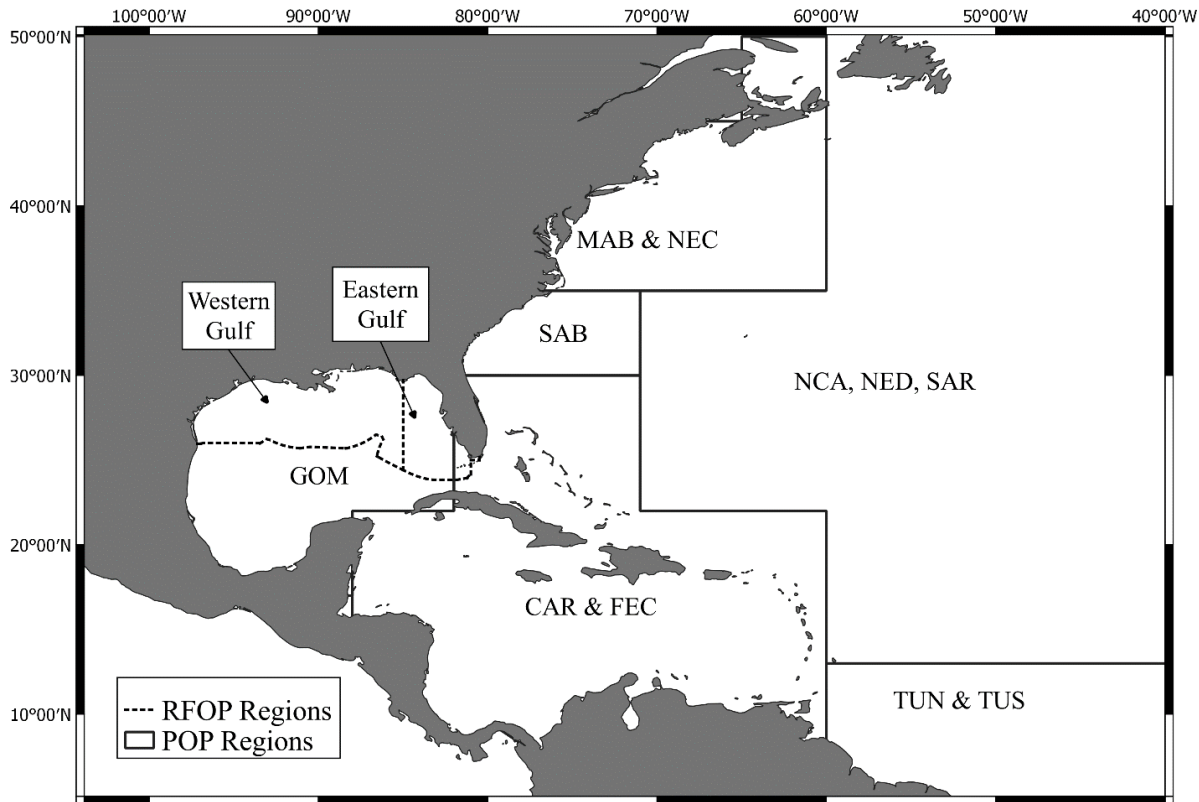 100°00'W 90°00'W 80°00'W 70°00'W 60°00'W 50°00'W 40°00'W
50°00'N
40°00'N
MAB & NEC
Western
Gulf
Eastern
Gulf
SAB
30°00'N
NCA, NED, SAR
GOM
20°00'N
CAR & FEC
10°00'N
TUN & TUS
RFOP Regions
POP Regions